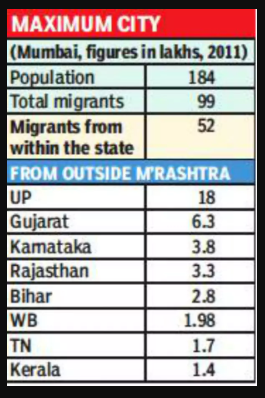 MAXIMUM CITY
(Mumbai, figures in lakhs, 2011)
Population 184
Total migrants 99
Migrants from 52
within the state
FROM OUTSIDE M'RASHTRA
UP 18
Gujarat 6.3
Karnataka 3.8
Rajasthan 3.3
Bihar 2.8
WB 1.98
TN 1.7
Kerala 1.4